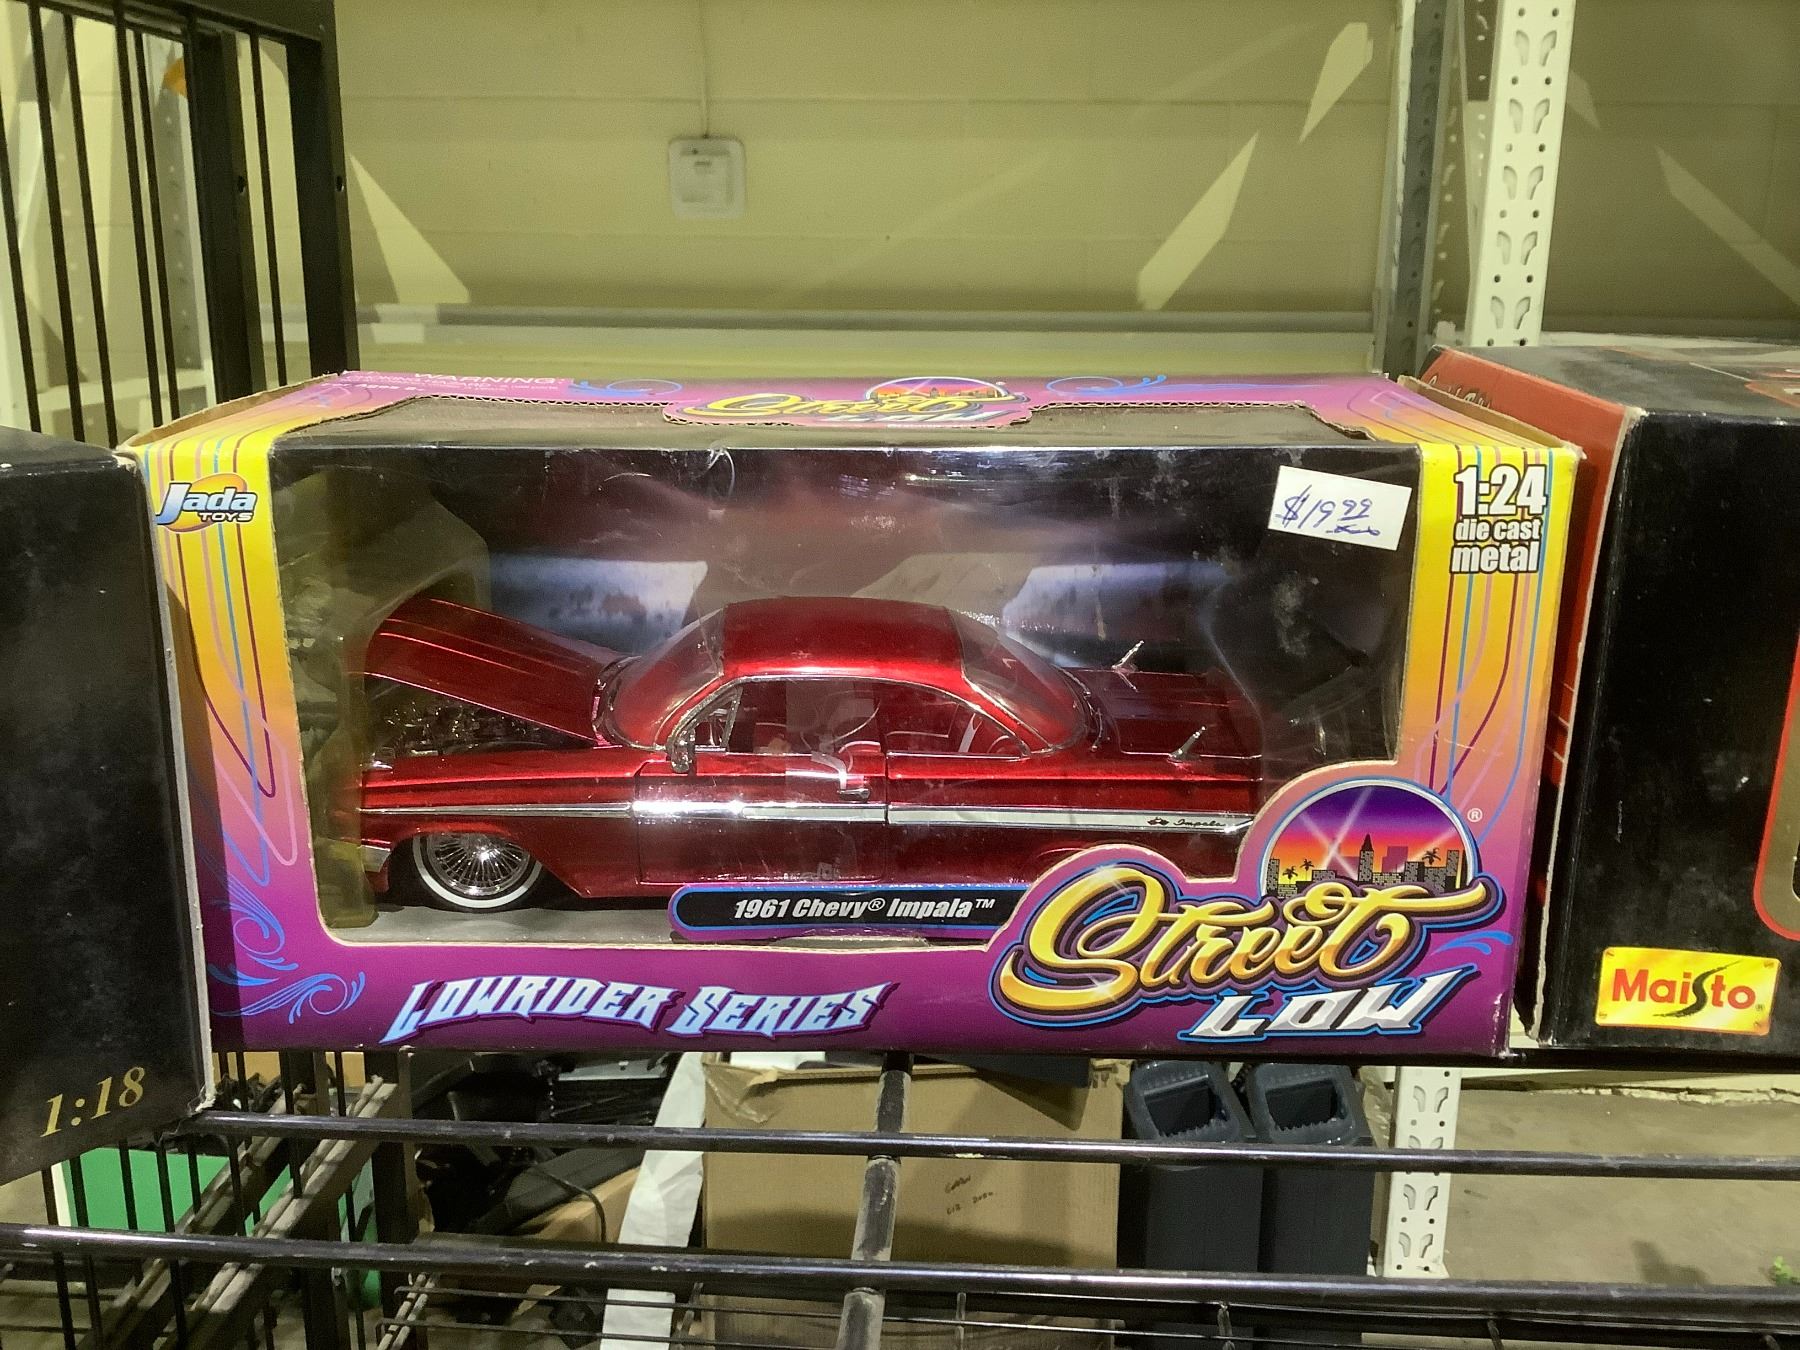 WARNING:
Street
LOW
Jada
TOYS
$19.99
1:24
die cast
metal
Impala
1961 Chevy® Impala™
®
Street
LOW
LOWRIDER SERIES
Maisto®
1:18